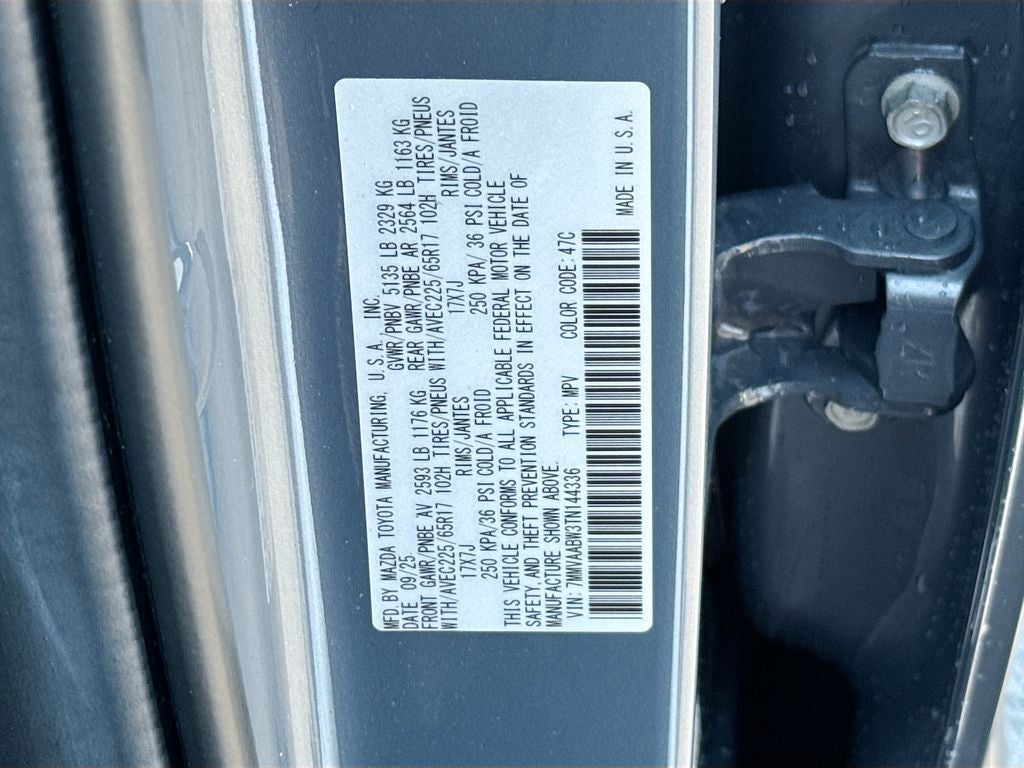 MFD. BY MAZDA TOYOTA MANUFACTURING, U.S.A., INC.
DATE 09/25 GVWR/PNBV 5135 LB 2329 KG
FRONT GAWR/PNBE AV 2593 LB 1176 KG REAR GAWR/PNBE AR 2564 LB 1163 KG
WITH/AVEC225/65R17 102H TIRES/PNEUS WITH/AVEC225/65R17 102H TIRES/PNEUS
17X7J RIMS/JANTES 17X7J RIMS/JANTES
250 KPA/36 PSI COLD/A FROID 250 KPA/ 36 PSI COLD/A FROID
THIS VEHICLE CONFORMS TO ALL APPLICABLE FEDERAL MOTOR VEHICLE
SAFETY, AND THEFT PREVENTION STANDARDS IN EFFECT ON THE DATE OF
MANUFACTURE SHOWN ABOVE.
VIN: 7MMVAABW3TN144336 TYPE: MPV COLOR CODE: 47C
MADE IN U.S.A.